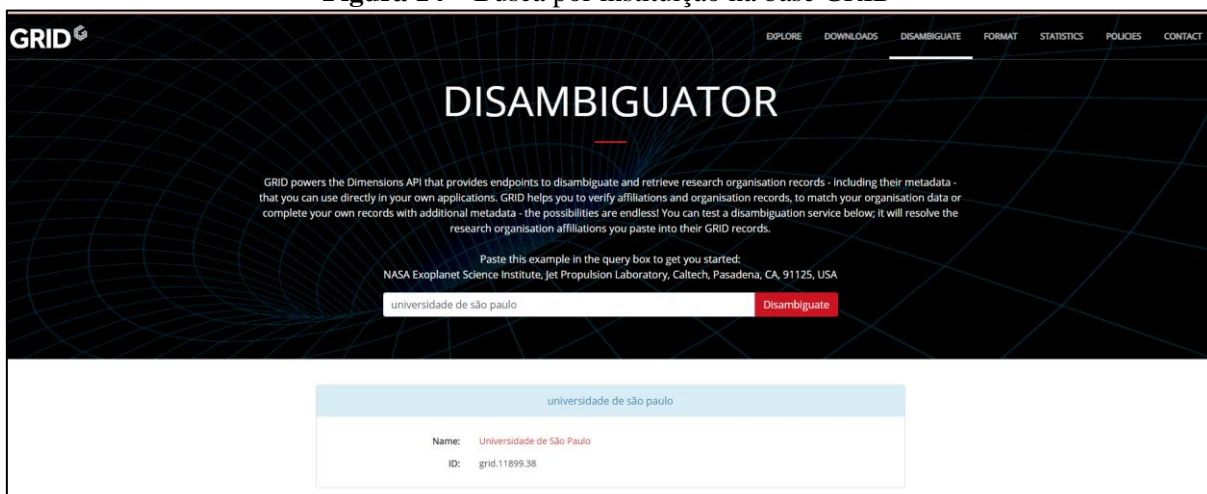 Figura 14 – Busca por instituição na base GRID
GRID
EXPLORE DOWNLOADS DISAMBIGUATE FORMAT STATISTICS POLICIES CONTACT
DISAMBIGUATOR
GRID powers the Dimensions API that provides endpoints to disambiguate and retrieve research organisation records - including their metadata -
that you can use directly in your own applications. GRID helps you to verify affiliations and organisation records, to match your organisation data or
complete your own records with additional metadata - the possibilities are endless! You can test a disambiguation service below; it will resolve the
research organisation affiliations you paste into their GRID records.
Paste this example in the query box to get you started:
NASA Exoplanet Science Institute, Jet Propulsion Laboratory, Caltech, Pasadena, CA, 91125, USA
universidade de são paulo Disambiguate
universidade de são paulo
Name: Universidade de São Paulo
ID: grid.11899.38